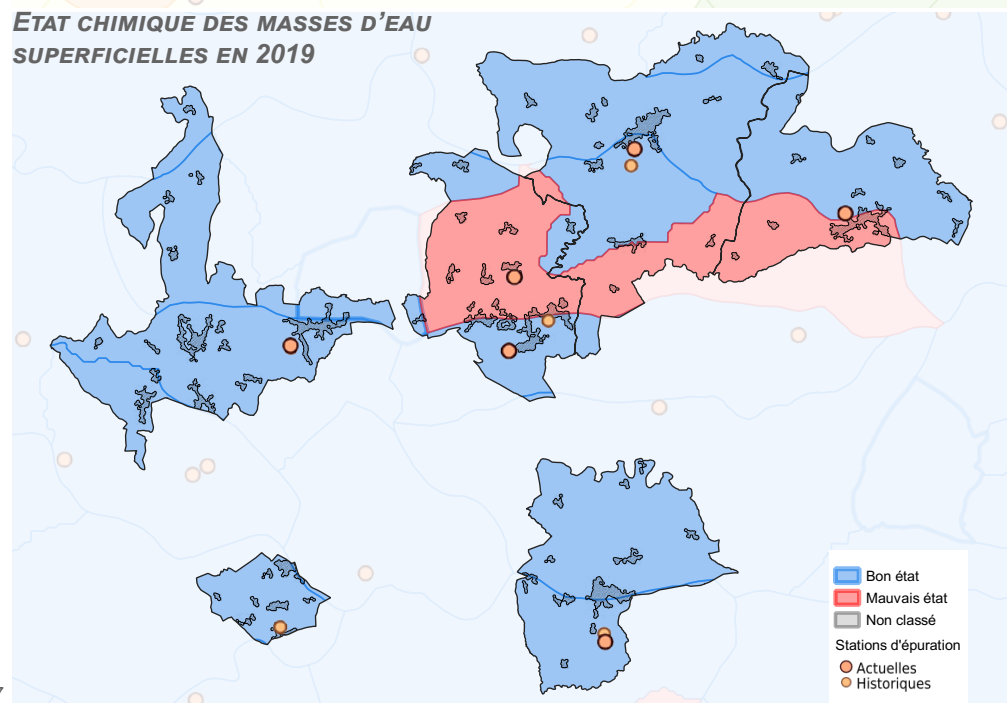 ETAT CHIMIQUE DES MASSES D'EAU
SUPERFICIELLES EN 2019
Bon état
Mauvais état
Non classé
Stations d'épuration
Actuelles
Historiques